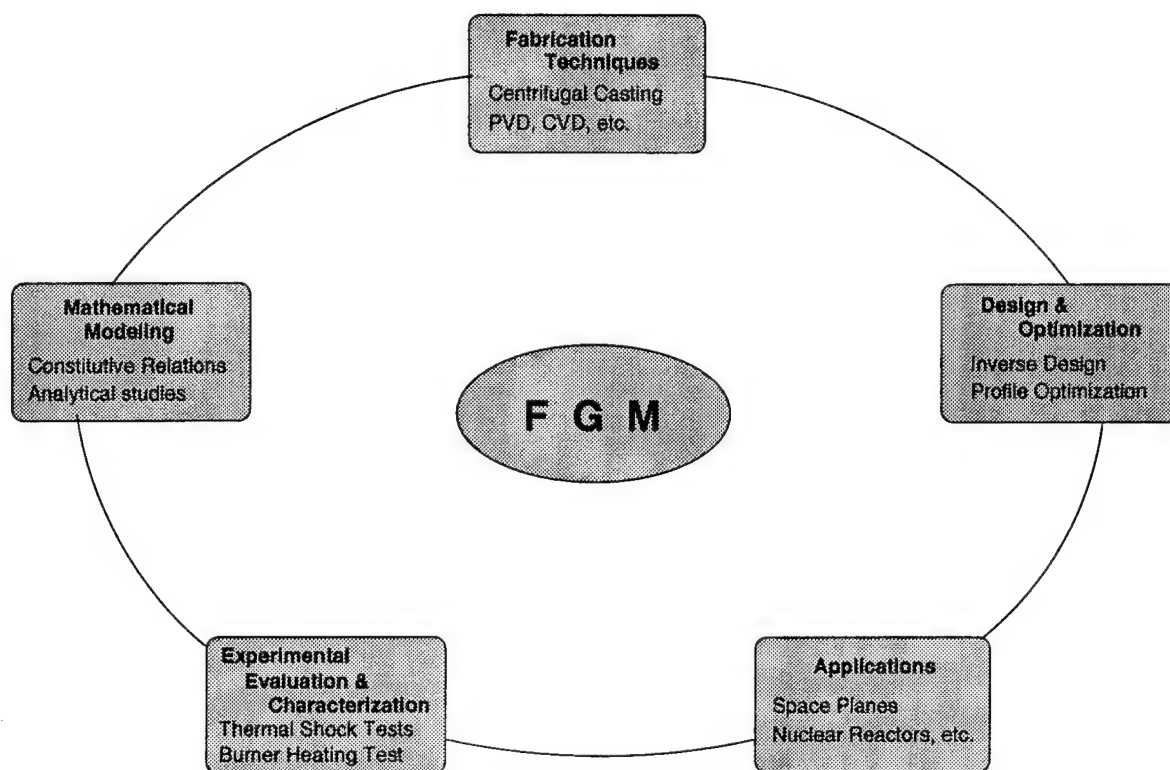 Fabrication
Techniques
Centrifugal Casting
PVD, CVD, etc.
Mathematical
Modeling
Constitutive Relations
Analytical studies
Design &
Optimization
Inverse Design
Profile Optimization
F G M
Experimental
Evaluation &
Characterization
Thermal Shock Tests
Burner Heating Test
Applications
Space Planes
Nuclear Reactors, etc.